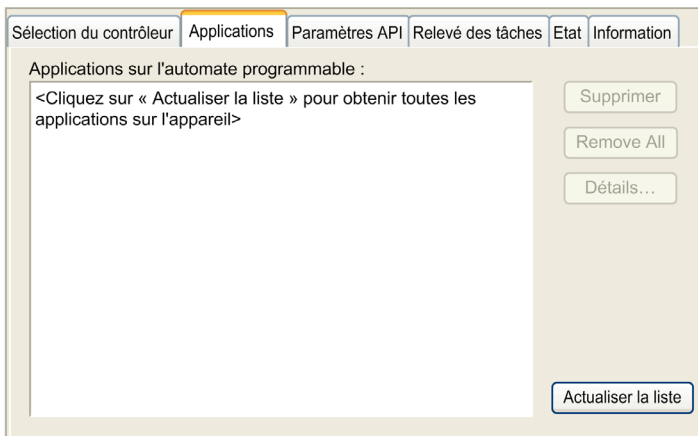 Sélection du contrôleur Applications Paramètres API Relevé des tâches Etat Information
Applications sur l'automate programmable :
<Cliquez sur « Actualiser la liste » pour obtenir toutes les
applications sur l'appareil>
Supprimer
Remove All
Détails...
Actualiser la liste